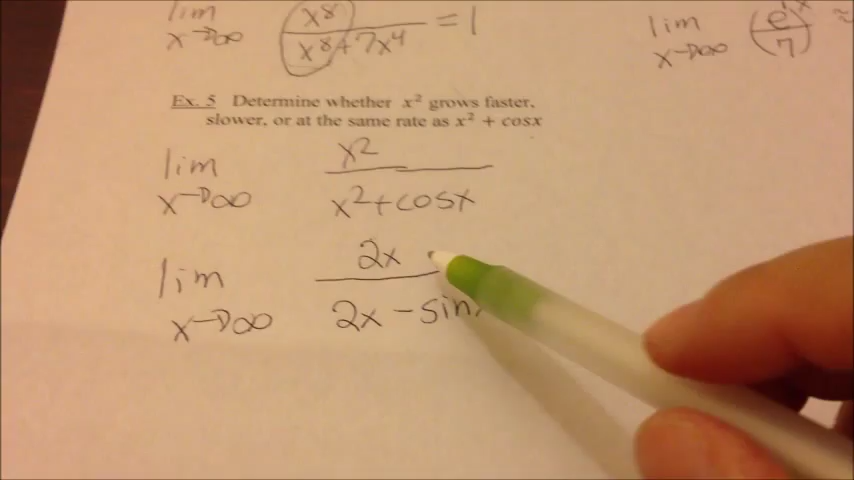 lim x→∞ x⁸ / x⁸+7x⁴ = 1
lim x→∞ (e/7)ˣ ≈
Ex. 5 Determine whether x² grows faster,
slower, or at the same rate as x² + cosx
lim x→∞ x² / x²+cosx
lim x→∞ 2x / 2x-sin